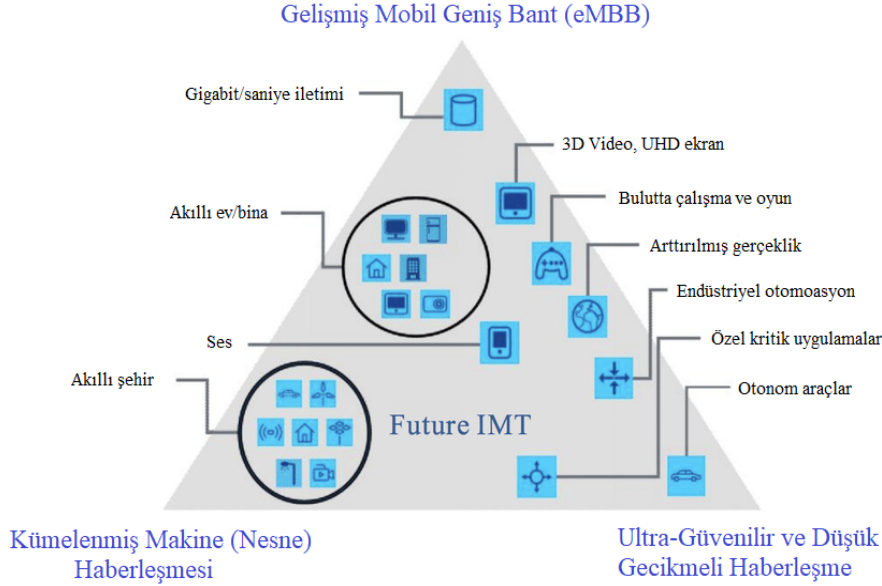 Gelişmiş Mobil Geniş Bant (eMBB)
Gigabit/saniye iletimi
3D Video, UHD ekran
Akıllı ev/bina
Bulutta çalışma ve oyun
Arttırılmış gerçeklik
Endüstriyel otomoasyon
Ses
Özel kritik uygulamalar
Akıllı şehir
Otonom araçlar
Future IMT
Kümelenmiş Makine (Nesne)
Haberleşmesi
Ultra-Güvenilir ve Düşük
Gecikmeli Haberleşme